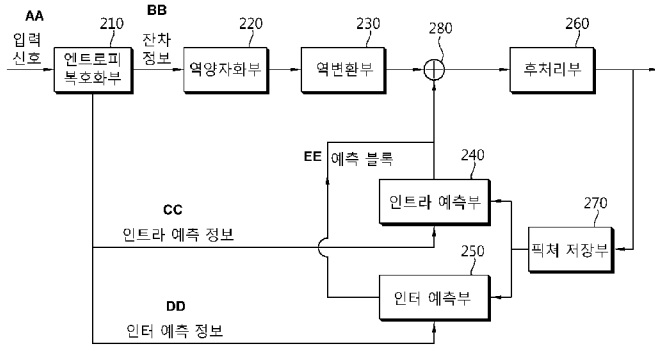 AA
입력
신호
210
엔트로피
복호화부
BB
잔차
정보
220
역양자화부
230
역변환부
280
260
후처리부
EE 예측 블록
240
인트라 예측부
CC
인트라 예측 정보
270
픽쳐 저장부
250
인터 예측부
DD
인터 예측 정보